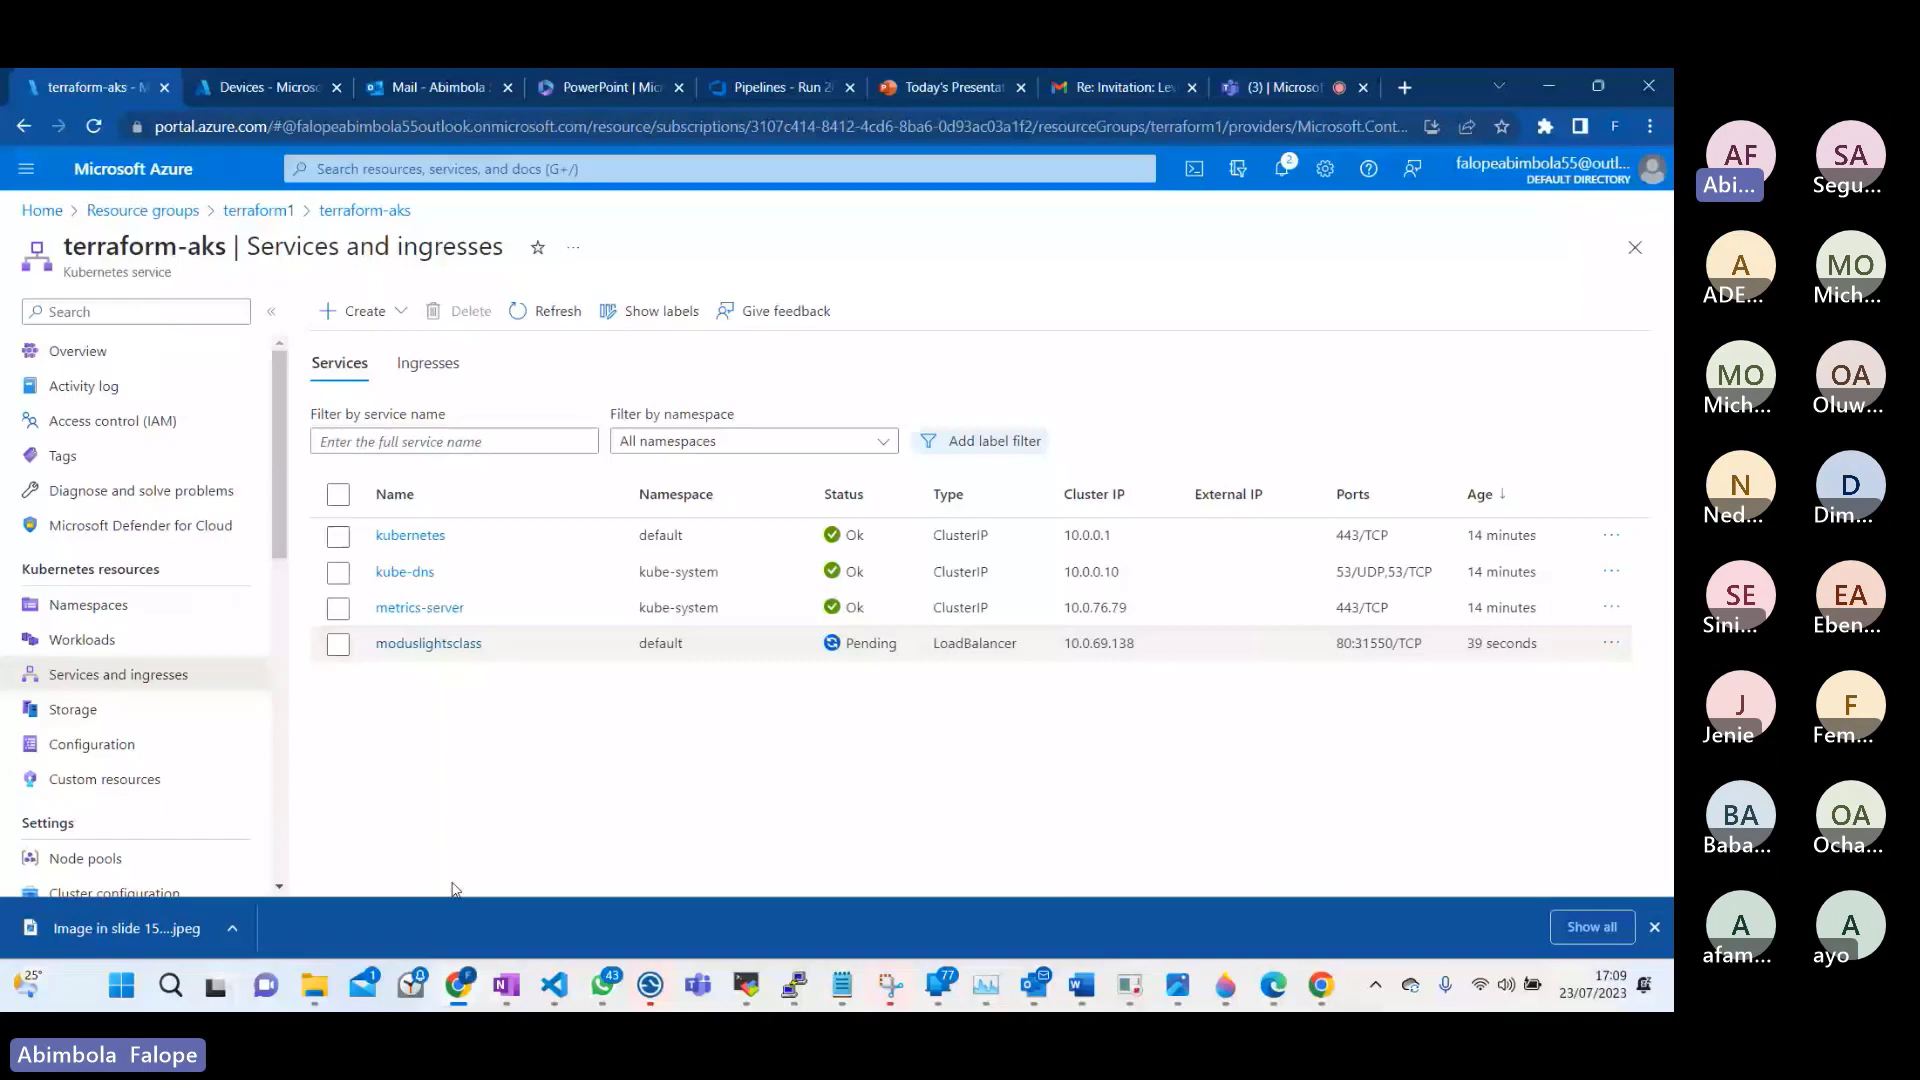 terraform-aks - M
Devices - Microso
Mail - Abimbola
PowerPoint | Mic
Pipelines - Run 2
Today's Presenta
Re: Invitation: Lev
(3) | Microso
portal.azure.com/#@falopeabimbola55outlook.onmicrosoft.com/resource/subscriptions/3107c414-8412-4cd6-8ba6-0d93ac03a1f2/resourceGroups/terraform1/providers/Microsoft.Cont...
F
Microsoft Azure
Search resources, services, and docs (G+/)
2
falopeabimbola55@outl...
DEFAULT DIRECTORY
Home > Resource groups > terraform1 > terraform-aks
terraform-aks | Services and ingresses
Kubernetes service
Search
Overview
Activity log
Access control (IAM)
Tags
Diagnose and solve problems
Microsoft Defender for Cloud
Kubernetes resources
Namespaces
Workloads
Services and ingresses
Storage
Configuration
Custom resources
Settings
Node pools
Cluster configuration
Create
Delete
Refresh
Show labels
Give feedback
Services
Ingresses
Filter by service name
Enter the full service name
Filter by namespace
All namespaces
Add label filter
Name Namespace Status Type Cluster IP External IP Ports Age ↓
kubernetes default Ok ClusterIP 10.0.0.1 443/TCP 14 minutes
kube-dns kube-system Ok ClusterIP 10.0.0.10 53/UDP,53/TCP 14 minutes
metrics-server kube-system Ok ClusterIP 10.0.76.79 443/TCP 14 minutes
moduslightsclass default Pending LoadBalancer 10.0.69.138 80:31550/TCP 39 seconds
Image in slide 15....jpeg
Show all
25°
1
F
43
77
17:09
23/07/2023
AF
Abi...
SA
Segu...
A
ADE...
MO
Mich...
MO
Mich...
OA
Oluw...
N
Ned...
D
Dim...
SE
Sini...
EA
Eben...
J
Jenie
F
Fem...
BA
Baba...
OA
Ocha...
A
afam...
A
ayo
Abimbola Falope